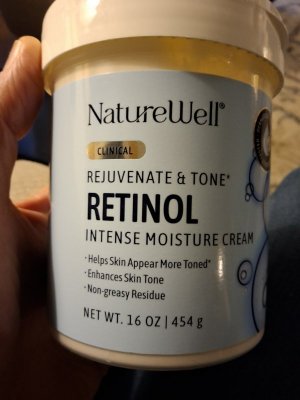 NatureWell®
CLINICAL
REJUVENATE & TONE*
RETINOL
INTENSE MOISTURE CREAM
· Helps Skin Appear More Toned*
· Enhances Skin Tone
· Non-greasy Residue
NET WT. 16 OZ | 454 g